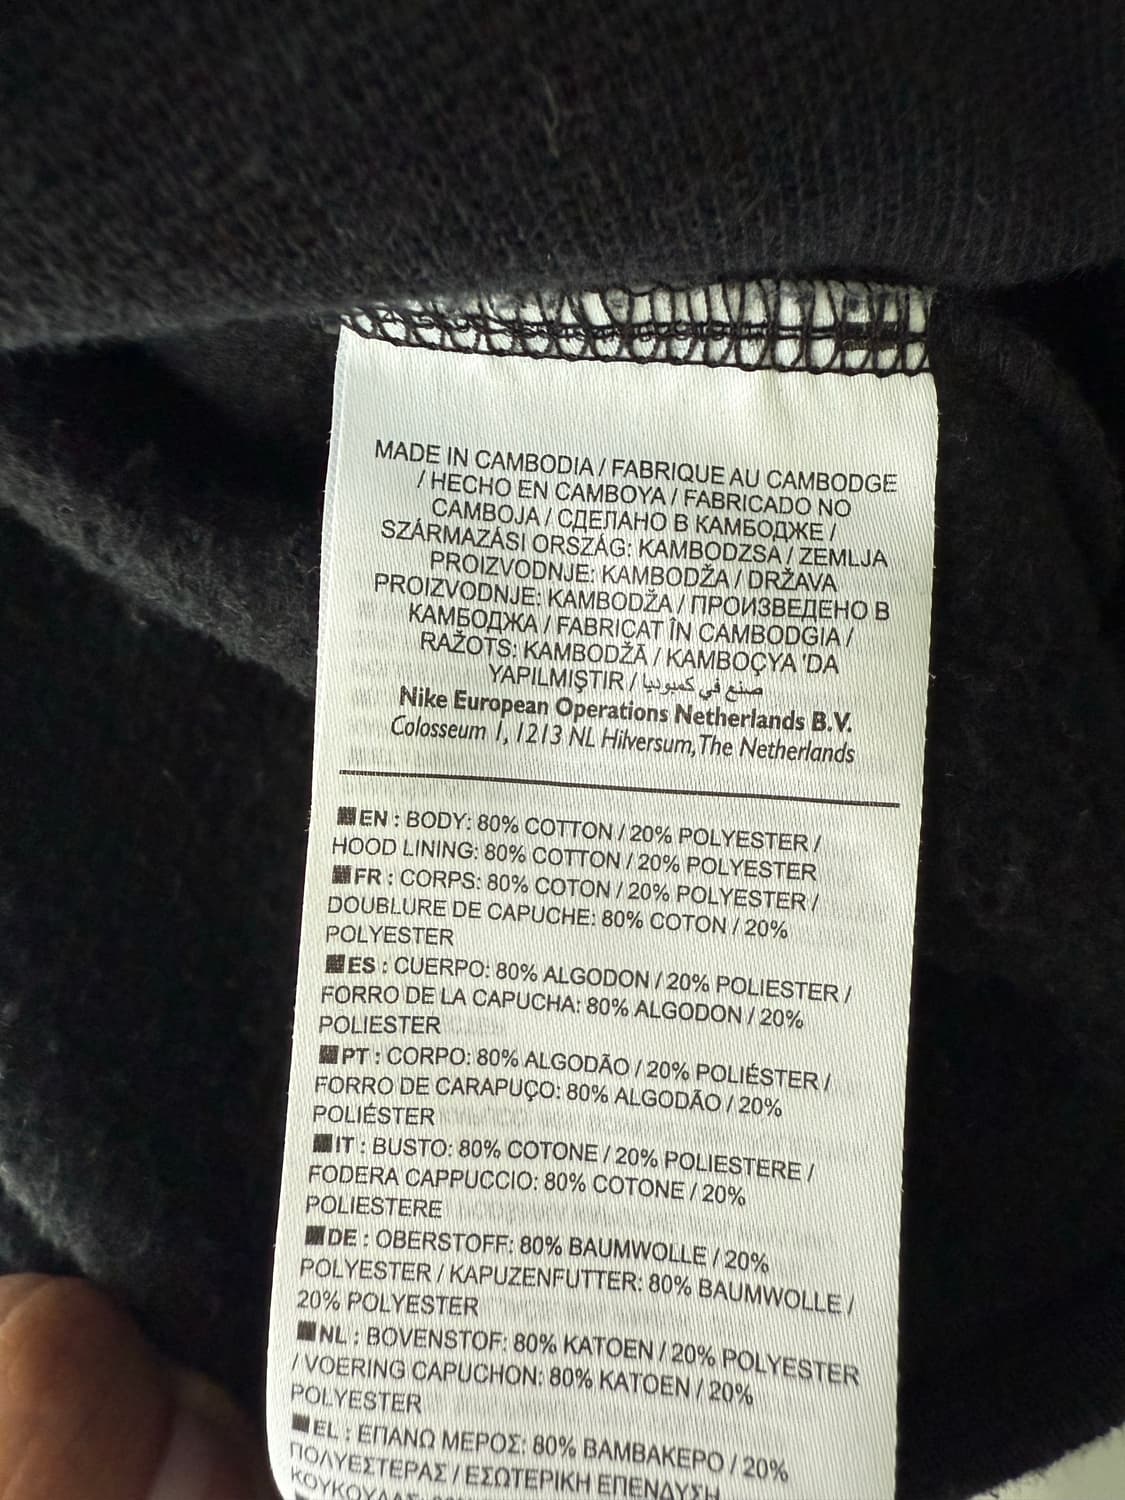 MADE IN CAMBODIA / FABRIQUE AU CAMBODGE
/ HECHO EN CAMBOYA / FABRICADO NO
CAMBOJA / СДЕЛАНО В КАМБОДЖЕ /
SZÁRMAZÁSI ORSZÁG: KAMBODZSA / ZEMLJA
PROIZVODNJE: KAMBODŽA / DRŽAVA
PROIZVODNJE: KAMBODŽA / ПРОИЗВЕДЕНО В
КАМБОДЖА / FABRICAT ÎN CAMBODGIA /
RAŽOTS: KAMBODŽĀ / KAMBOÇYA 'DA
YAPILMIŞTIR / صنع في كمبوديا
Nike European Operations Netherlands B.V.
Colosseum 1, 1213 NL Hilversum, The Netherlands
EN : BODY: 80% COTTON / 20% POLYESTER /
HOOD LINING: 80% COTTON / 20% POLYESTER
FR : CORPS: 80% COTON / 20% POLYESTER /
DOUBLURE DE CAPUCHE: 80% COTON / 20%
POLYESTER
ES : CUERPO: 80% ALGODON / 20% POLIESTER /
FORRO DE LA CAPUCHA: 80% ALGODON / 20%
POLIESTER
PT : CORPO: 80% ALGODÃO / 20% POLIÉSTER /
FORRO DE CARAPUÇO: 80% ALGODÃO / 20%
POLIÉSTER
IT : BUSTO: 80% COTONE / 20% POLIESTERE /
FODERA CAPPUCCIO: 80% COTONE / 20%
POLIESTERE
DE : OBERSTOFF: 80% BAUMWOLLE / 20%
POLYESTER / KAPUZENFUTTER: 80% BAUMWOLLE /
20% POLYESTER
NL : BOVENSTOF: 80% KATOEN / 20% POLYESTER
/ VOERING CAPUCHON: 80% KATOEN / 20%
POLYESTER
EL : ΕΠΑΝΩ ΜΕΡΟΣ: 80% ΒΑΜΒΑΚΕΡΟ / 20%
ΠΟΛΥΕΣΤΕΡΑΣ / ΕΣΩΤΕΡΙΚΗ ΕΠΕΝΔΥΣΗ
ΚΟΥΚΟΥΛΑΣ: